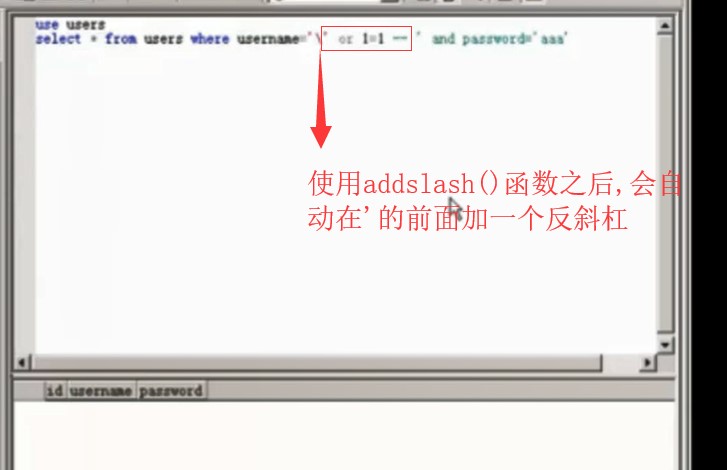 use users
select * from users where username='\' or 1=1 -- ' and password='aaa'
使用addslash()函数之后,会自
动在'的前面加一个反斜杠
id username password